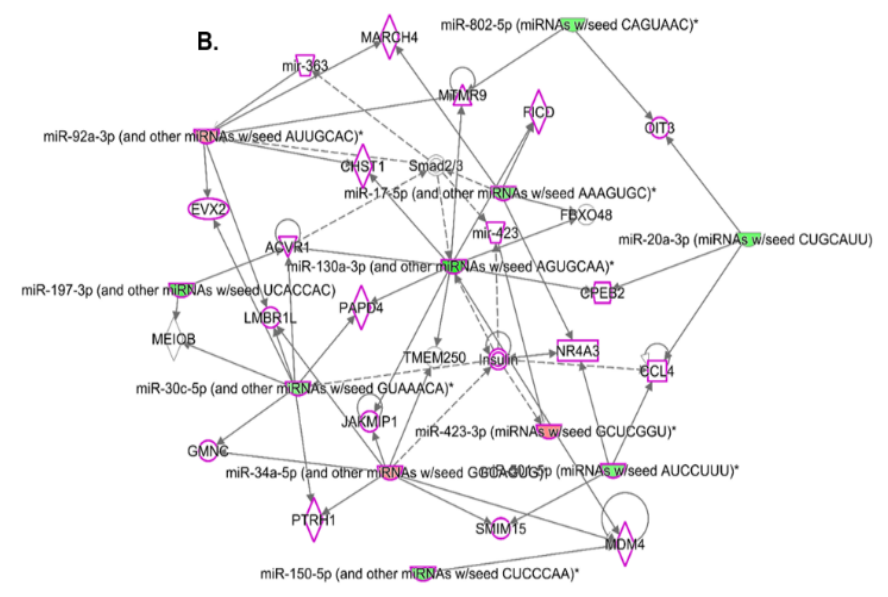 B.
MARCH4
miR-802-5p (miRNAs w/seed CAGUAAC)*
mir-363
MTMR9
FICD
OIT3
miR-92a-3p (and other miRNAs w/seed AUUGCAC)*
CHST1
Smad2/3
miR-17-5p (and other miRNAs w/seed AAAGUGC)*
EVX2
FBXO48
mir-423
miR-20a-3p (miRNAs w/seed CUGCAUU)
ACVR1
miR-130a-3p (and other miRNAs w/seed AGUGCAA)*
miR-197-3p (and other miRNAs w/seed UCACCAC)
CPEB2
PAPD4
LMBR1L
MEIOB
TMEM250
Insulin
NR4A3
CCL4
miR-30c-5p (and other miRNAs w/seed GUAAACA)*
JAKMIP1
miR-423-3p (miRNAs w/seed GCUCGGU)*
GMNC
miR-34a-5p (and other miRNAs w/seed GGCAGUG)*
(miRNAs w/seed AUCCUUU)*
PTRH1
SMIM15
MDM4
miR-150-5p (and other miRNAs w/seed CUCCCAA)*